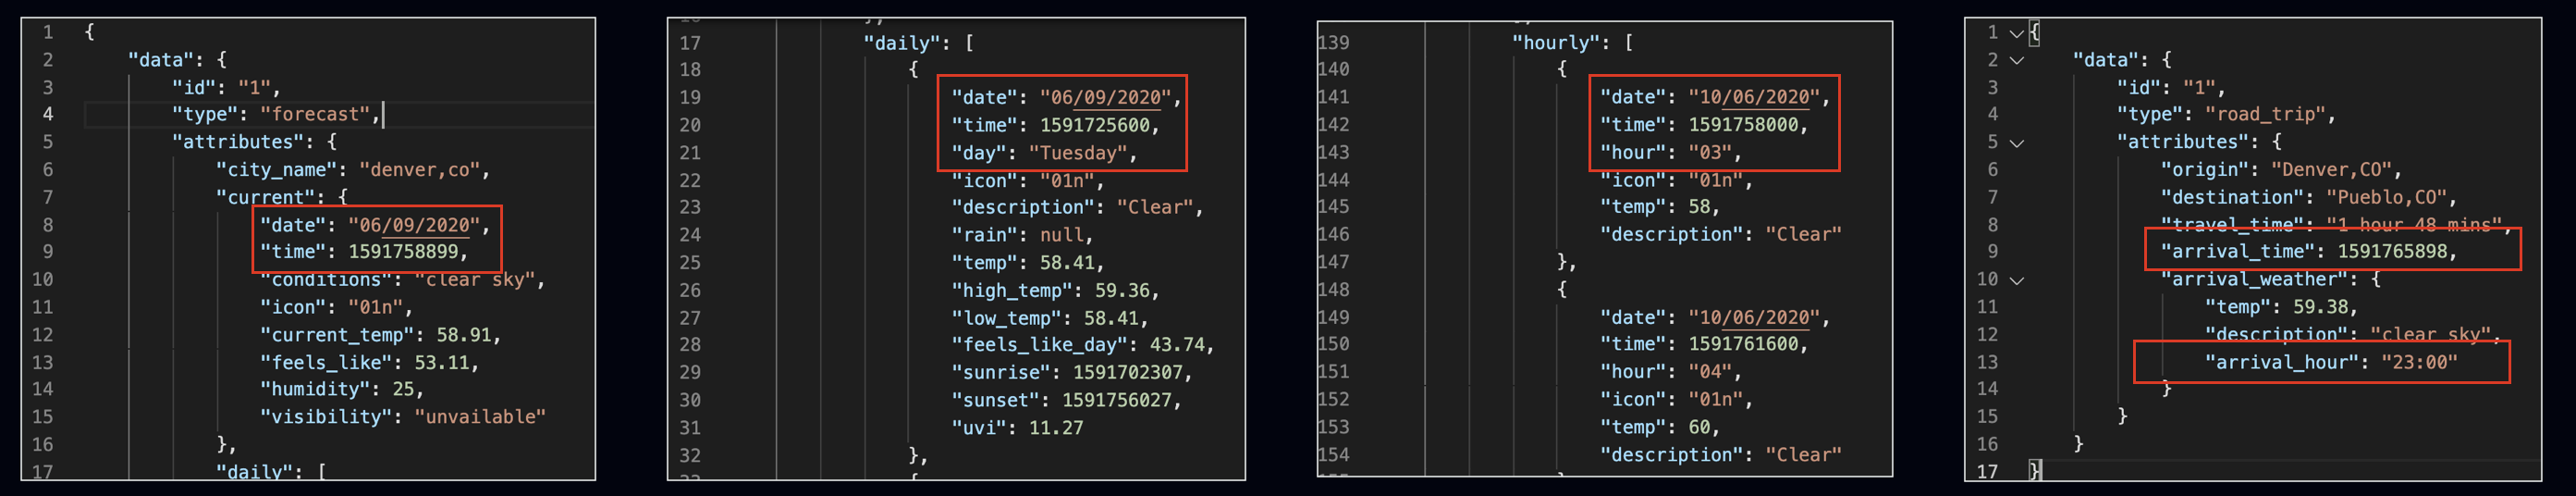 1 {
2 "data": {
3 "id": "1",
4 "type": "forecast",
5 "attributes": {
6 "city_name": "denver,co",
7 "current": {
8 "date": "06/09/2020",
9 "time": 1591758899,
10 "conditions": "clear sky",
11 "icon": "01n",
12 "current_temp": 58.91,
13 "feels_like": 53.11,
14 "humidity": 25,
15 "visibility": "unvailable"
16 },
17 "daily": [
17 "daily": [
18 {
19 "date": "06/09/2020",
20 "time": 1591725600,
21 "day": "Tuesday",
22 "icon": "01n",
23 "description": "Clear",
24 "rain": null,
25 "temp": 58.41,
26 "high_temp": 59.36,
27 "low_temp": 58.41,
28 "feels_like_day": 43.74,
29 "sunrise": 1591702307,
30 "sunset": 1591756027,
31 "uvi": 11.27
32 },
139 "hourly": [
140 {
141 "date": "10/06/2020",
142 "time": 1591758000,
143 "hour": "03",
144 "icon": "01n",
145 "temp": 58,
146 "description": "Clear"
147 },
148 {
149 "date": "10/06/2020",
150 "time": 1591761600,
151 "hour": "04",
152 "icon": "01n",
153 "temp": 60,
154 "description": "Clear"
1 {
2 "data": {
3 "id": "1",
4 "type": "road_trip",
5 "attributes": {
6 "origin": "Denver,CO",
7 "destination": "Pueblo,CO",
8 "travel_time": "1 hour 48 mins",
9 "arrival_time": 1591765898,
10 "arrival_weather": {
11 "temp": 59.38,
12 "description": "clear sky",
13 "arrival_hour": "23:00"
14 }
15 }
16 }
17 }